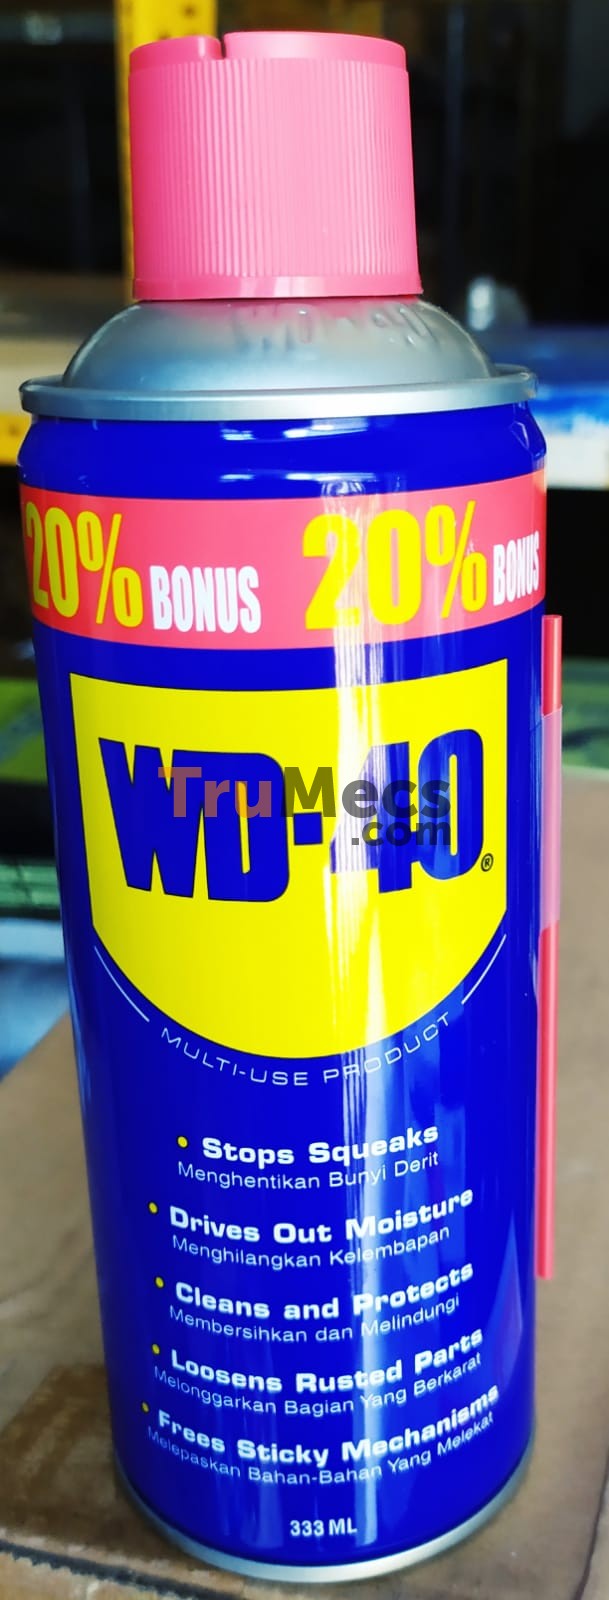 20% BONUS 20% BONUS
WD-40®
TruMecs
.com
MULTI-USE PRODUCT
• Stops Squeaks
Menghentikan Bunyi Derit
• Drives Out Moisture
Menghilangkan Kelembapan
• Cleans and Protects
Membersihkan dan Melindungi
• Loosens Rusted Parts
Melonggarkan Bagian Yang Berkarat
• Frees Sticky Mechanisms
Melepaskan Bahan-Bahan Yang Melekat
333 ML